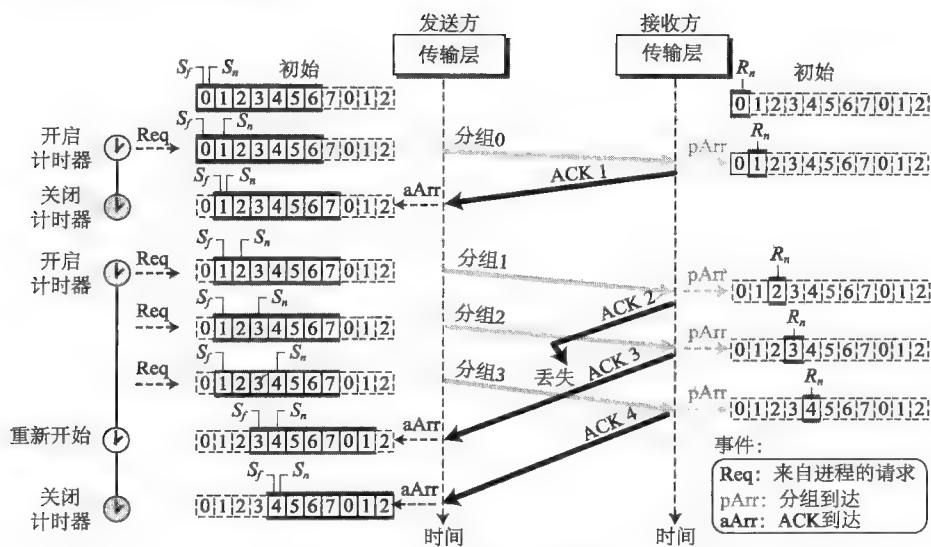 发送方 接收方
传输层 传输层
Sf Sn 初始
0 1 2 3 4 5 6 7 0 1 2
Rn 初始
0 1 2 3 4 5 6 7 0 1 2
开启
计时器
Req
Sf Sn
0 1 2 3 4 5 6 7 0 1 2
分组0
pArr
Rn
0 1 2 3 4 5 6 7 0 1 2
关闭
计时器
Sf Sn
0 1 2 3 4 5 6 7 0 1 2
aArr
ACK 1
开启
计时器
Req
Sf Sn
0 1 2 3 4 5 6 7 0 1 2
分组1
pArr
Rn
0 1 2 3 4 5 6 7 0 1 2
ACK 2
丢失
Req
Sf Sn
0 1 2 3 4 5 6 7 0 1 2
分组2
pArr
Rn
0 1 2 3 4 5 6 7 0 1 2
ACK 3
Req
Sf Sn
0 1 2 3 4 5 6 7 0 1 2
分组3
pArr
Rn
0 1 2 3 4 5 6 7 0 1 2
ACK 4
重新开始
Sf Sn
0 1 2 3 4 5 6 7 0 1 2
aArr
关闭
计时器
Sf Sn
0 1 2 3 4 5 6 7 0 1 2
aArr
时间 时间
事件:
Req: 来自进程的请求
pArr: 分组到达
aArr: ACK到达